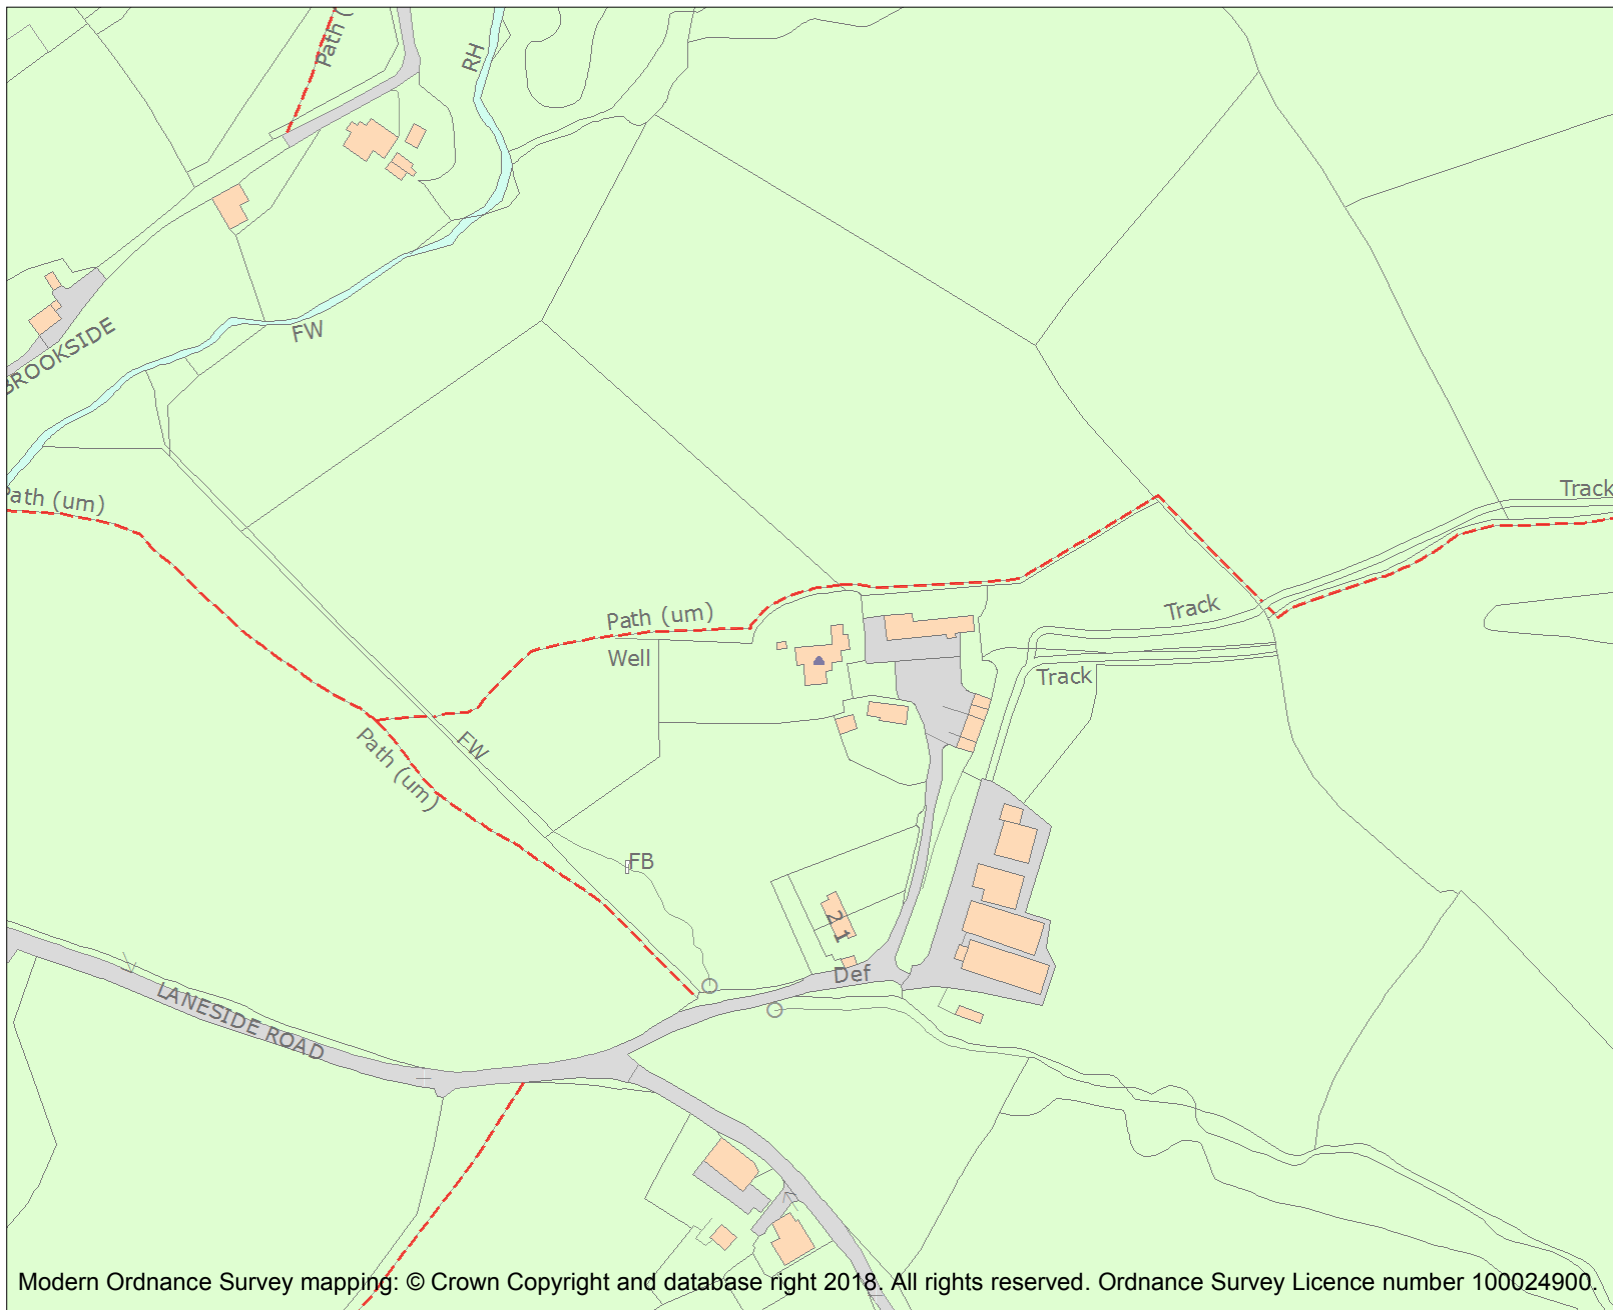 Path (
RH
FW
BROOKSIDE
Path (um)
Track
Path (um)
Track
Well
Track
FW
Path (um)
FB
21
Def
LANESIDE ROAD
Modern Ordnance Survey mapping: © Crown Copyright and database right 2018. All rights reserved. Ordnance Survey Licence number 100024900.